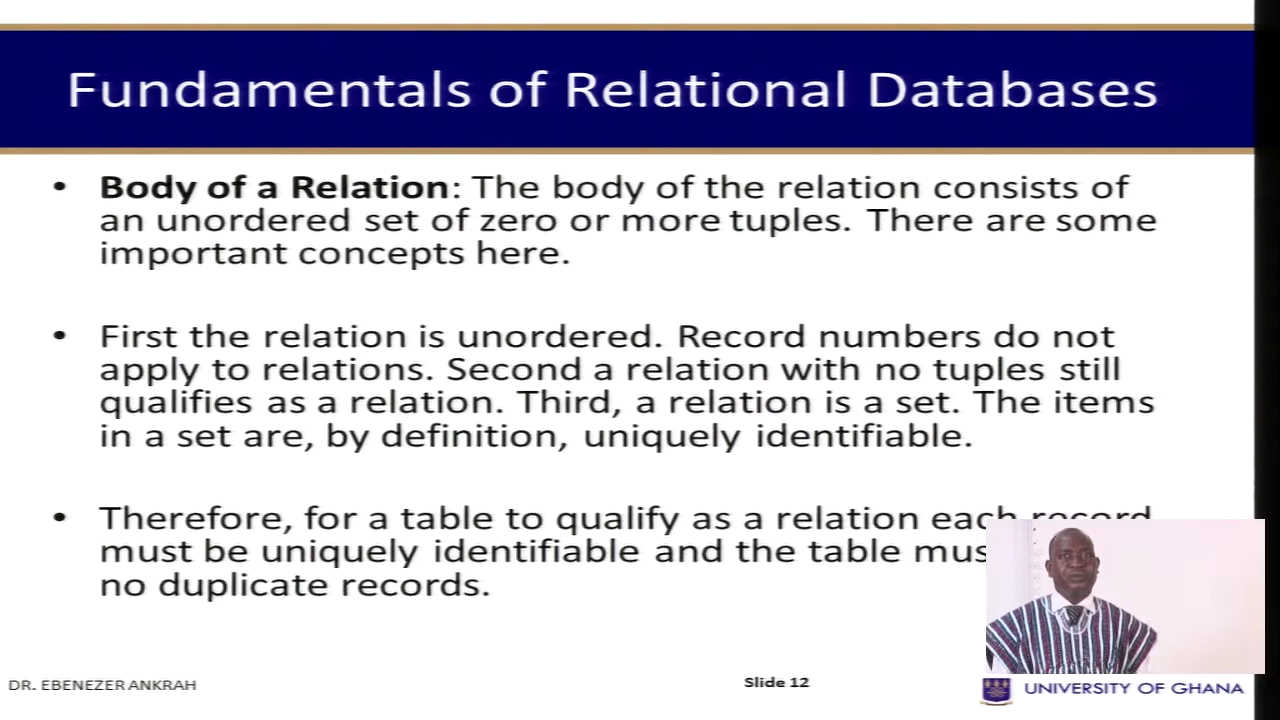 Fundamentals of Relational Databases
• Body of a Relation: The body of the relation consists of
an unordered set of zero or more tuples. There are some
important concepts here.
• First the relation is unordered. Record numbers do not
apply to relations. Second a relation with no tuples still
qualifies as a relation. Third, a relation is a set. The items
in a set are, by definition, uniquely identifiable.
• Therefore, for a table to qualify as a relation each record
must be uniquely identifiable and the table
no duplicate records.
DR. EBENEZER ANKRAH
Slide 12
UNIVERSITY OF GHANA